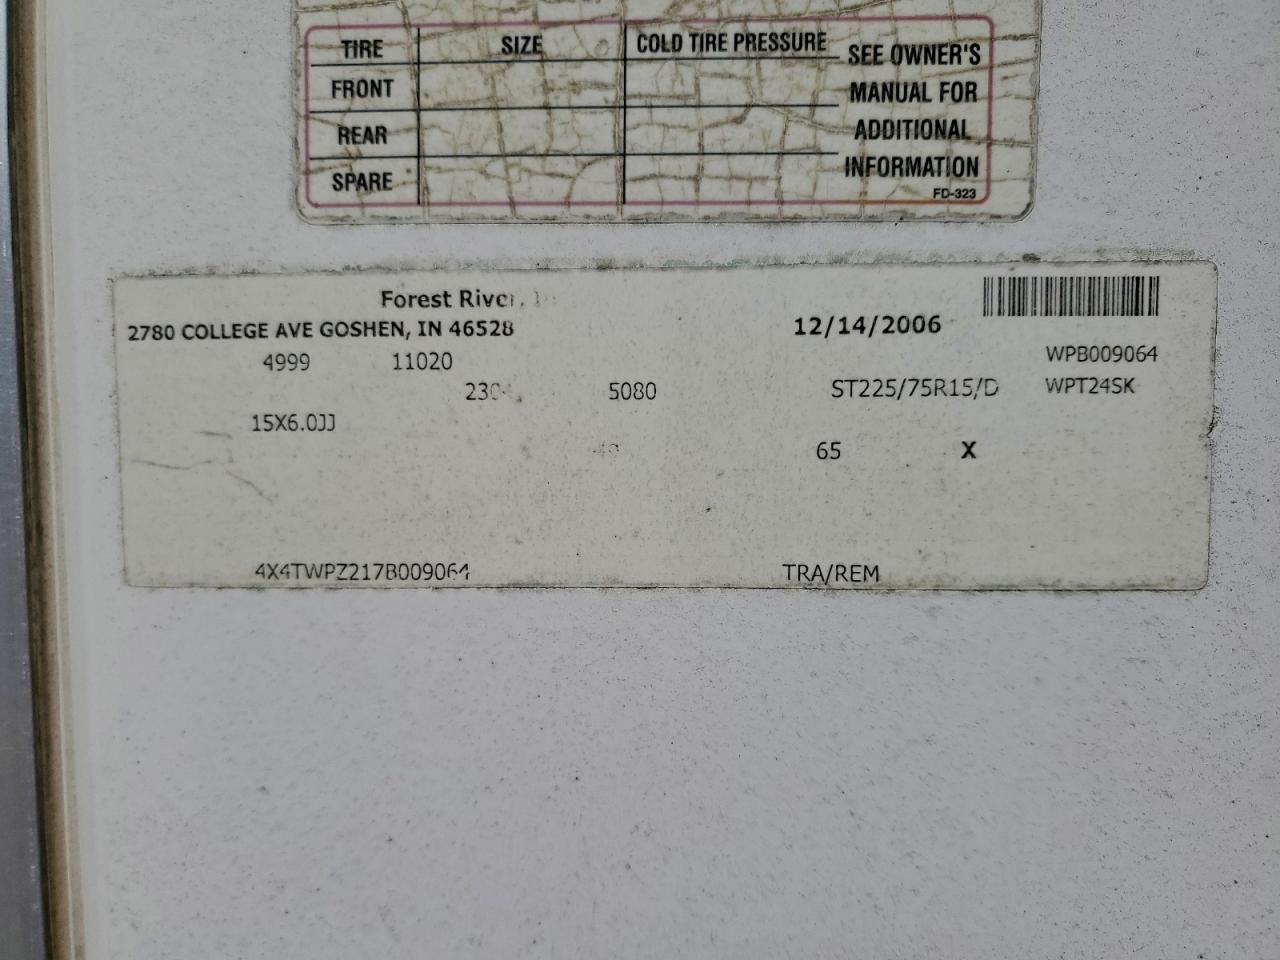 TIRE SIZE COLD TIRE PRESSURE SEE OWNER'S
FRONT MANUAL FOR
REAR ADDITIONAL
SPARE INFORMATION
FD-323
Forest River,
2780 COLLEGE AVE GOSHEN, IN 46528 12/14/2006
4999 11020 WPB009064
5080 ST225/75R15/D WPT24SK
15X6.0JJ
65 X
4X4TWPZ217B009064 TRA/REM